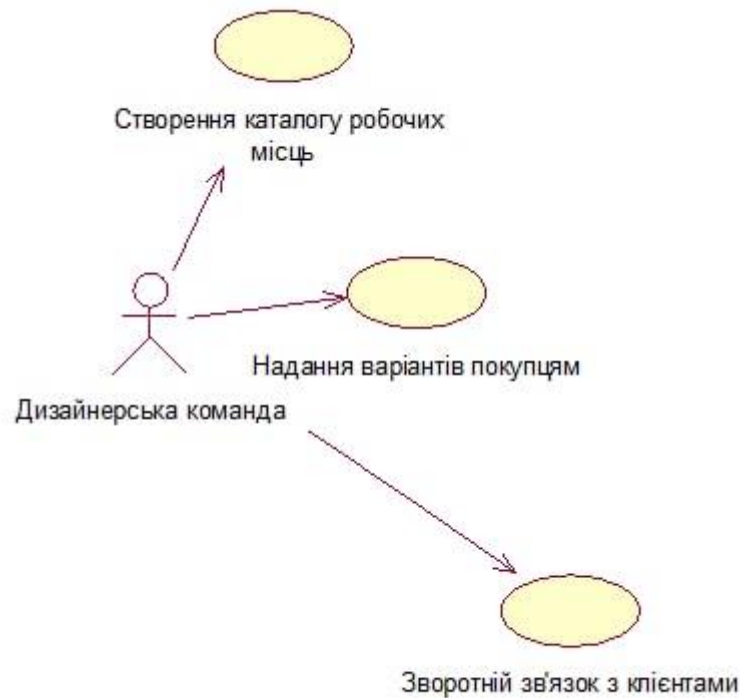 Створення каталогу робочих
місць
Надання варіантів покупцям
Дизайнерська команда
Зворотній зв'язок з клієнтами